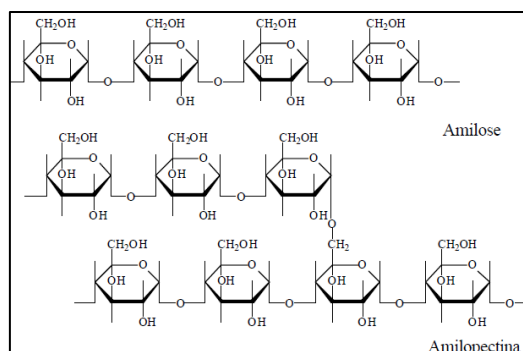 CH₂OH CH₂OH CH₂OH CH₂OH
O O O O
OH OH OH OH
O O O O
OH OH OH OH
Amilose
CH₂OH CH₂OH CH₂OH
O O O
OH OH OH
O O
OH OH OH
O
CH₂OH CH₂OH CH₂ CH₂OH
O O O O
OH OH OH OH
O O O O
OH OH OH OH
Amilopectina